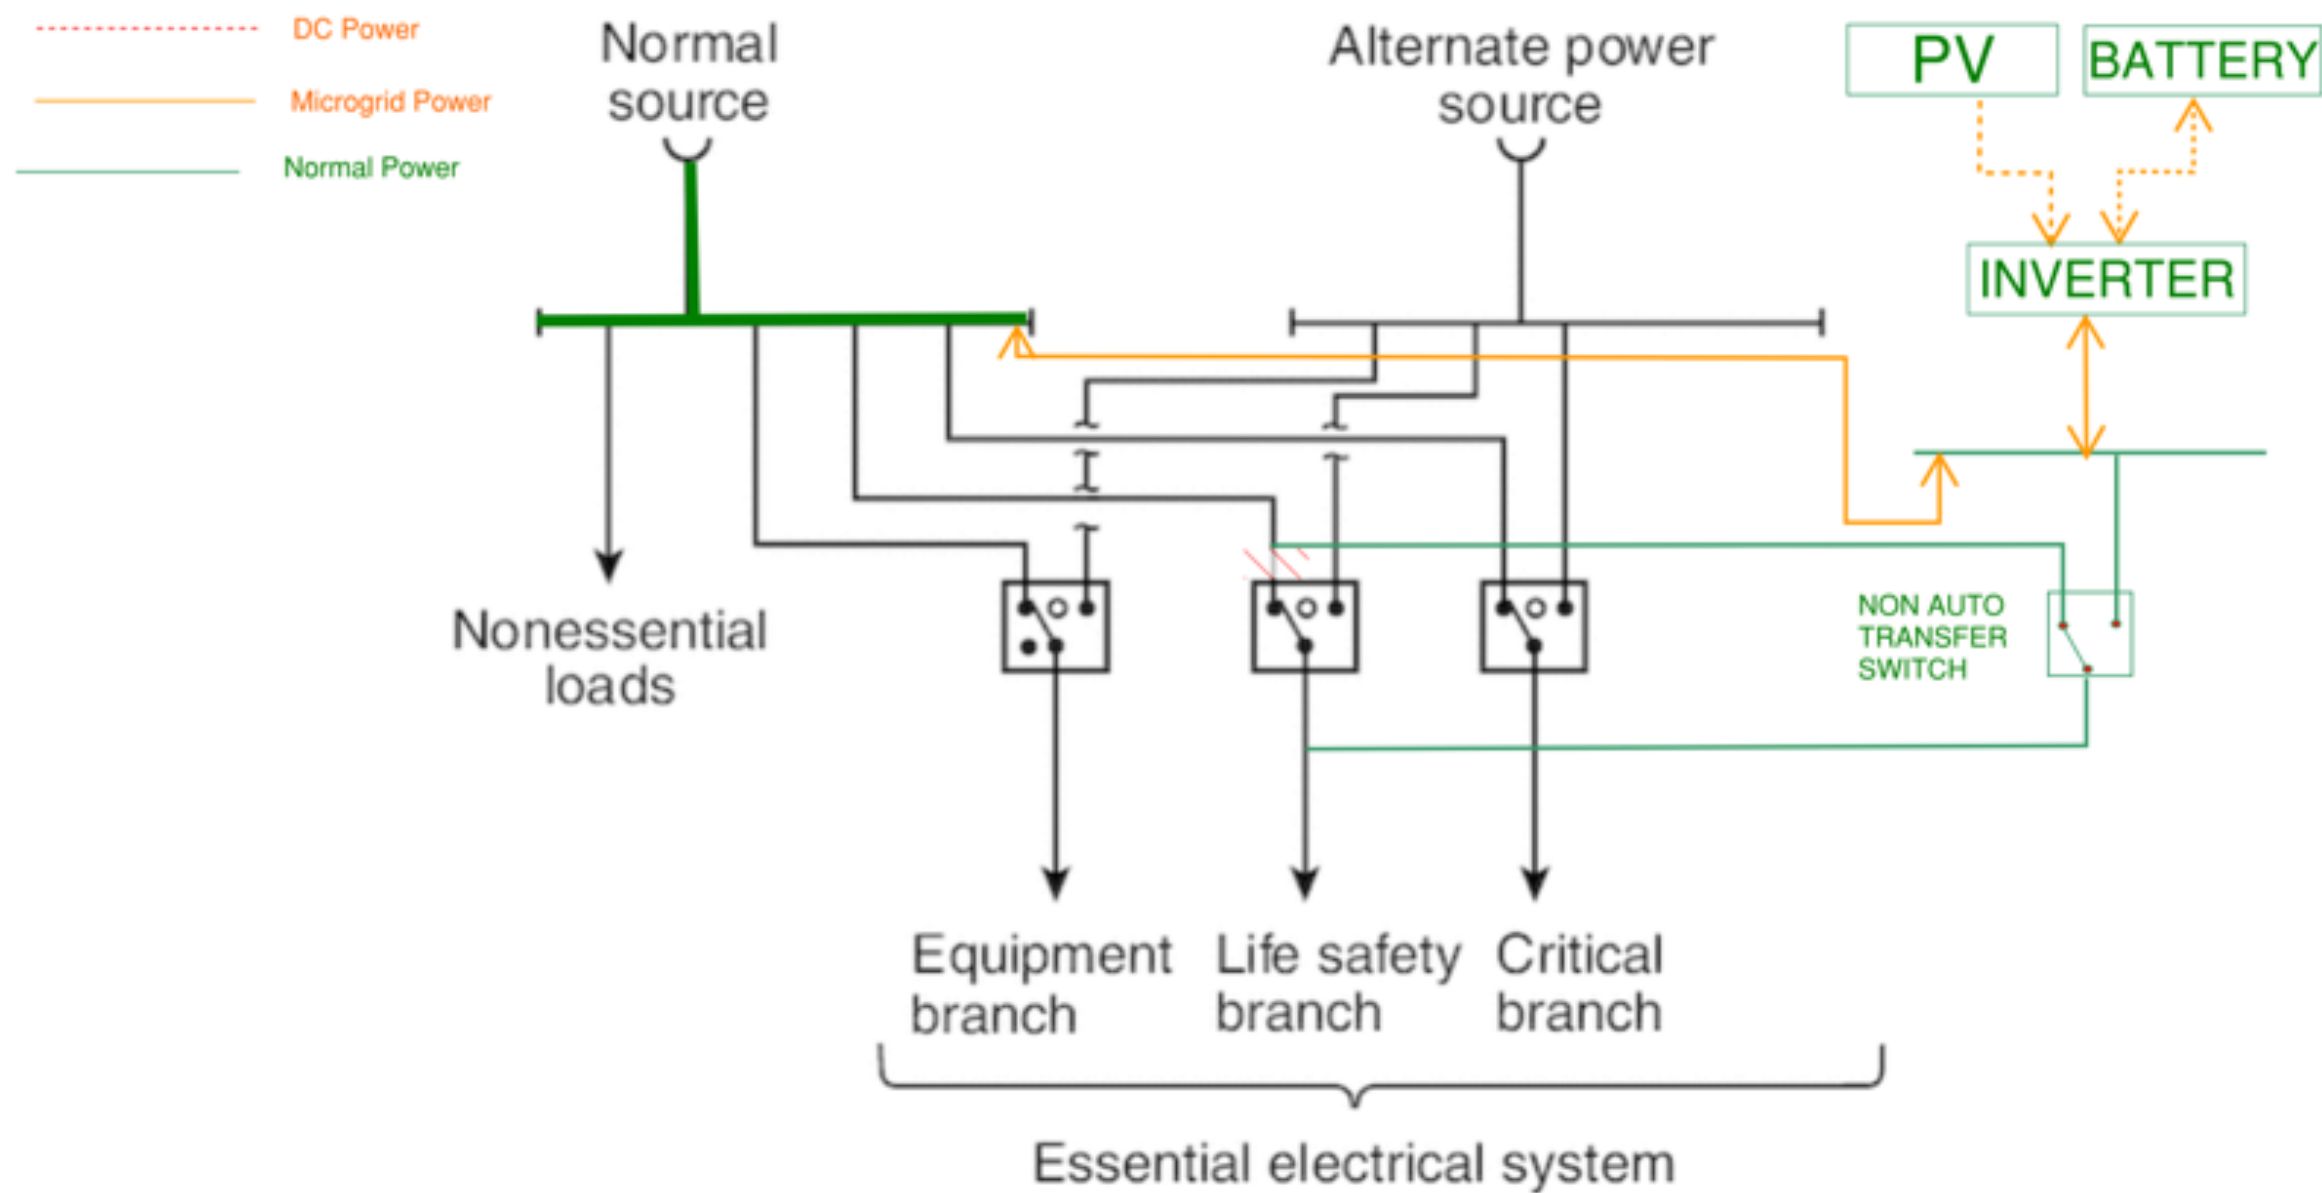 DC Power
Microgrid Power
Normal Power
Normal
source
Alternate power
source
PV
BATTERY
INVERTER
NON AUTO
TRANSFER
SWITCH
Nonessential
loads
Equipment
branch
Life safety
branch
Critical
branch
Essential electrical system